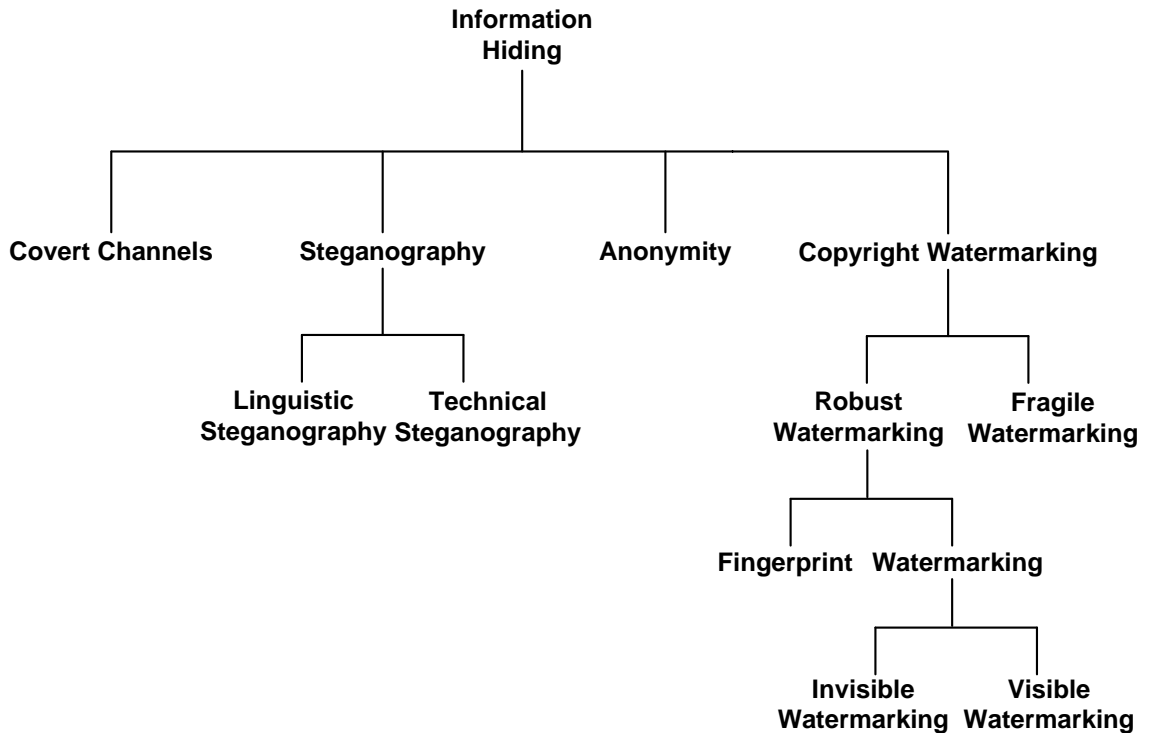 Information
Hiding
Covert Channels
Steganography
Anonymity
Copyright Watermarking
Linguistic
Steganography
Technical
Steganography
Robust
Watermarking
Fragile
Watermarking
Fingerprint
Watermarking
Invisible
Watermarking
Visible
Watermarking